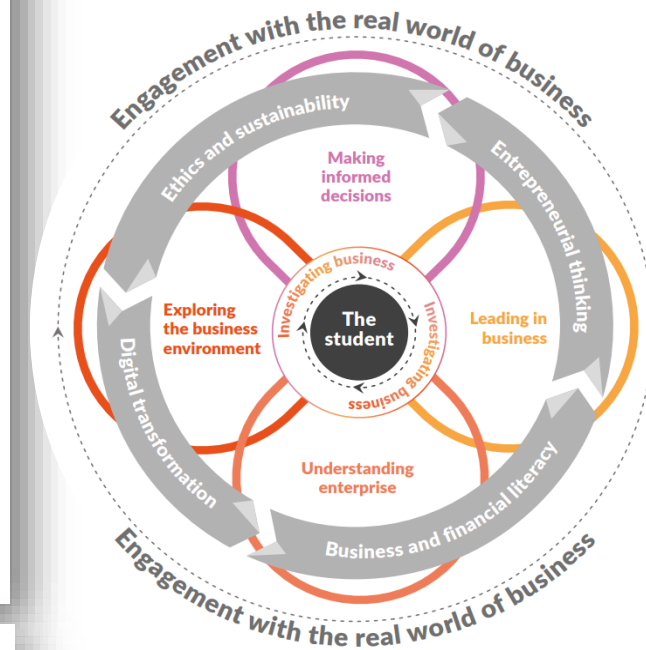 Engagement with the real world of business
Ethics and sustainability
Entrepreneurial thinking
Making
informed
decisions
Investigating business
Investigating business
Investigating business
The
student
Exploring
the business
environment
Leading in
business
Digital transformation
Understanding
enterprise
Business and financial literacy
Engagement with the real world of business